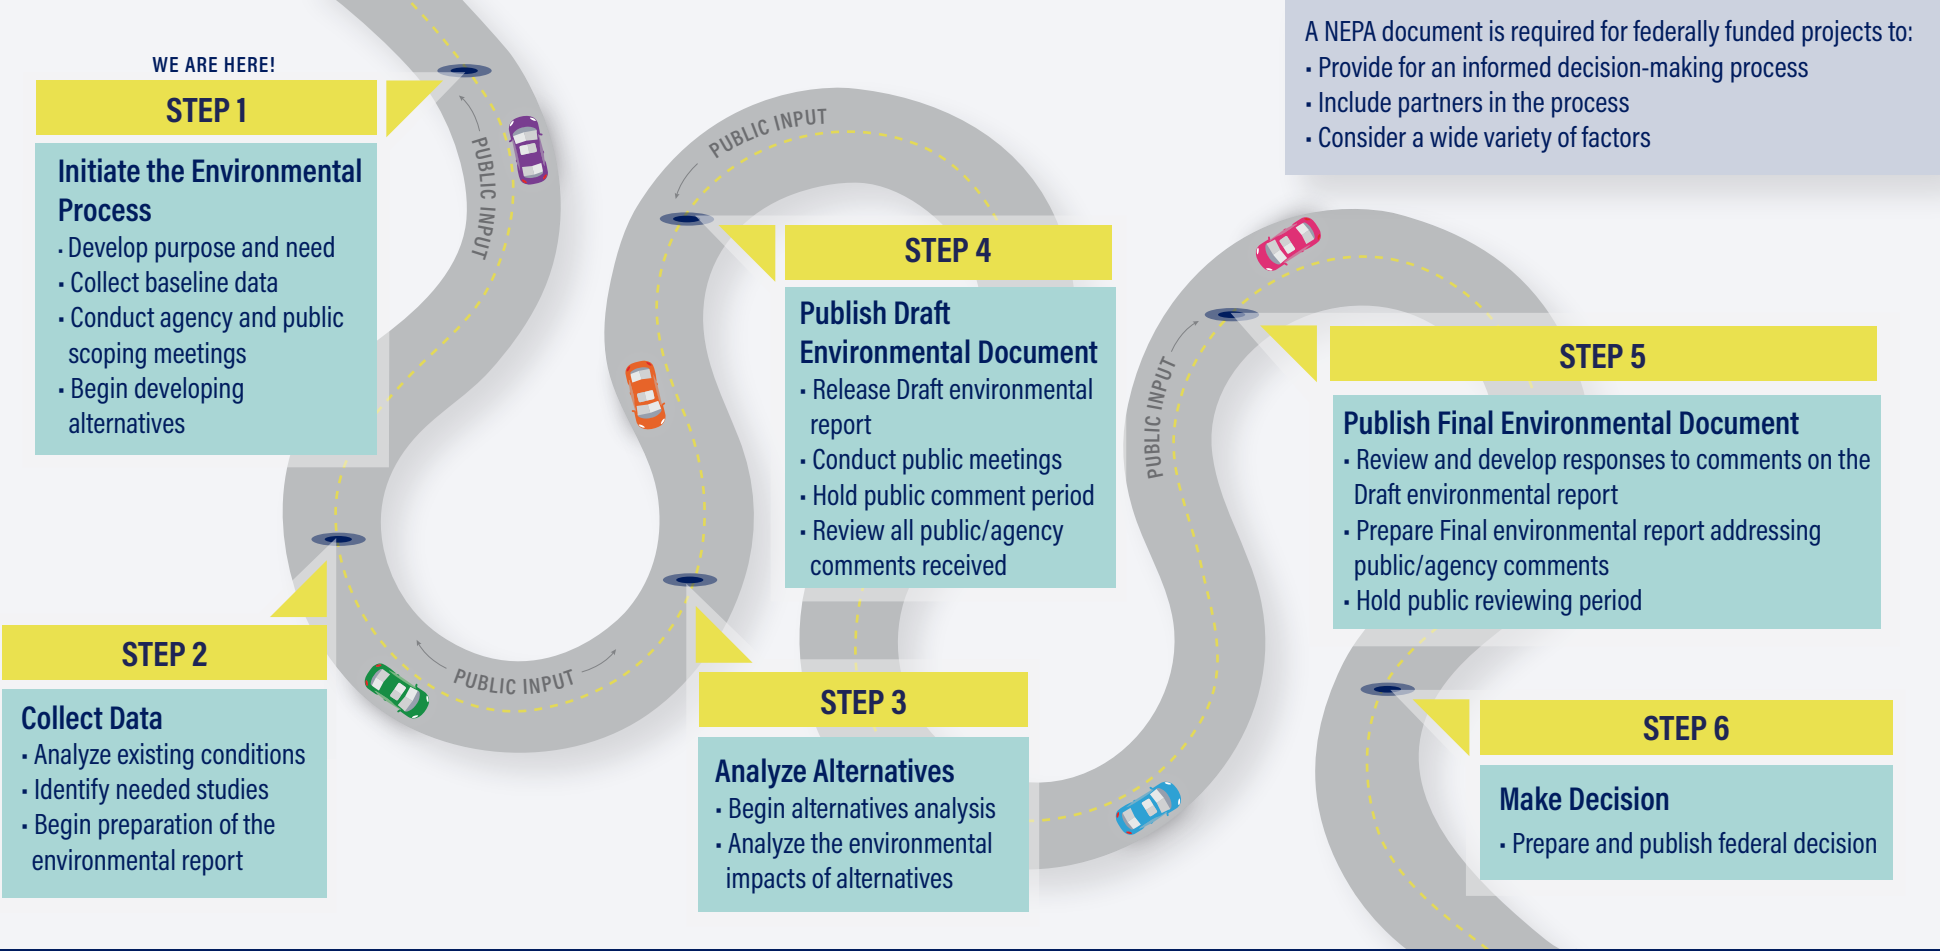 WE ARE HERE!
STEP 1
Initiate the Environmental
Process
· Develop purpose and need
· Collect baseline data
· Conduct agency and public
scoping meetings
· Begin developing
alternatives
PUBLIC INPUT
STEP 2
Collect Data
· Analyze existing conditions
· Identify needed studies
· Begin preparation of the
environmental report
PUBLIC INPUT
STEP 3
Analyze Alternatives
· Begin alternatives analysis
· Analyze the environmental
impacts of alternatives
PUBLIC INPUT
STEP 4
Publish Draft
Environmental Document
· Release Draft environmental
report
· Conduct public meetings
· Hold public comment period
· Review all public/agency
comments received
PUBLIC INPUT
A NEPA document is required for federally funded projects to:
· Provide for an informed decision-making process
· Include partners in the process
· Consider a wide variety of factors
STEP 5
Publish Final Environmental Document
· Review and develop responses to comments on the
Draft environmental report
· Prepare Final environmental report addressing
public/agency comments
· Hold public reviewing period
STEP 6
Make Decision
· Prepare and publish federal decision